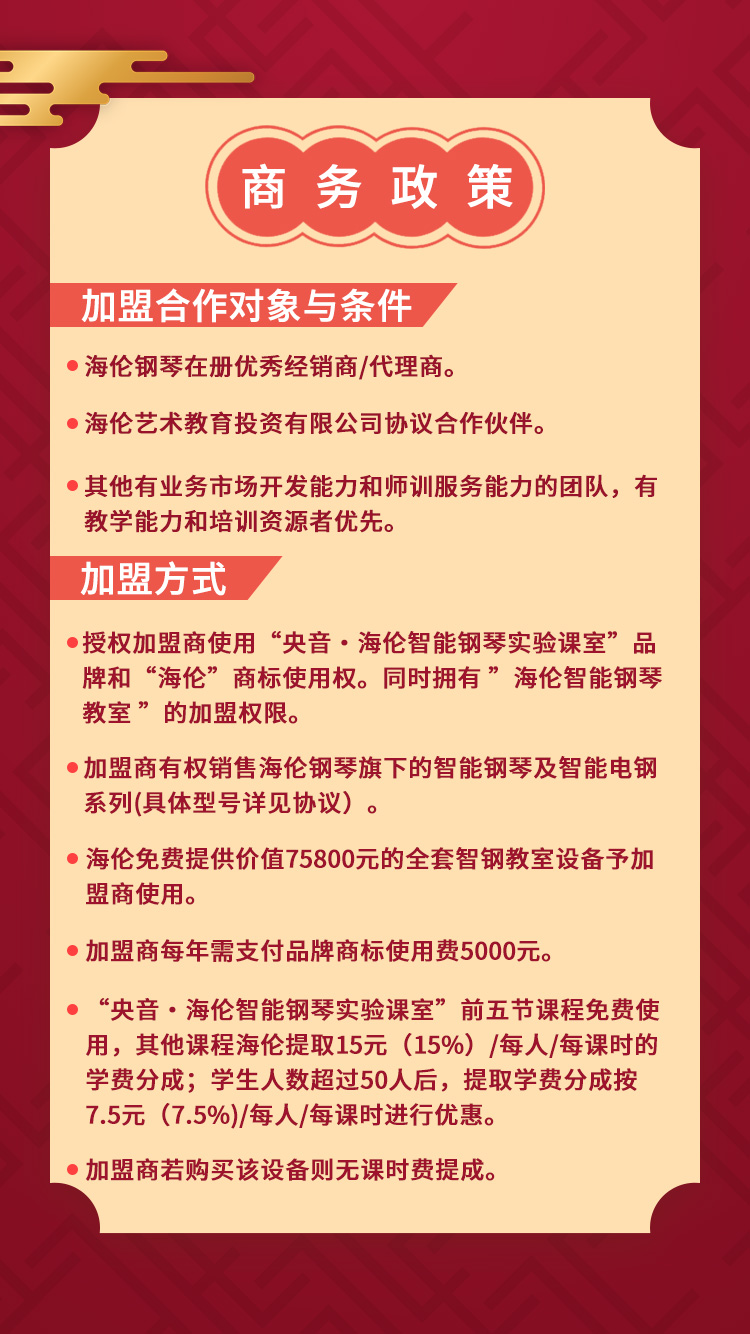 商务政策
加盟合作对象与条件
海伦钢琴在册优秀经销商/代理商。
海伦艺术教育投资有限公司协议合作伙伴。
其他有业务市场开发能力和师训服务能力的团队，有
教学能力和培训资源者优先。
加盟方式
授权加盟商使用“央音·海伦智能钢琴实验课室”品
牌和“海伦”商标使用权。同时拥有 ”海伦智能钢琴
教室 ”的加盟权限。
加盟商有权销售海伦钢琴旗下的智能钢琴及智能电钢
系列(具体型号详见协议）。
海伦免费提供价值75800元的全套智钢教室设备予加
盟商使用。
加盟商每年需支付品牌商标使用费5000元。
“央音·海伦智能钢琴实验课室”前五节课程免费使
用，其他课程海伦提取15元（15%）/每人/每课时的
学费分成；学生人数超过50人后，提取学费分成按
7.5元（7.5%)/每人/每课时进行优惠。
加盟商若购买该设备则无课时费提成。